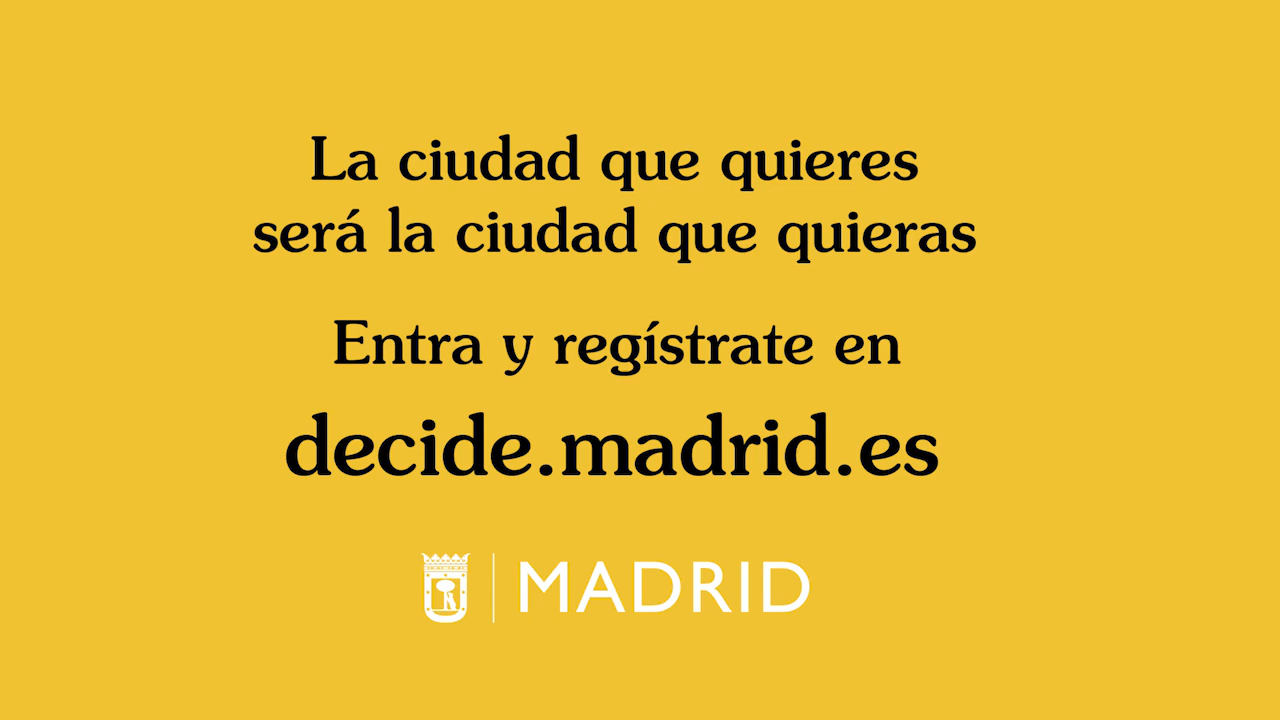 La ciudad que quieres
será la ciudad que quieras
Entra y regístrate en
decide.madrid.es
MADRID